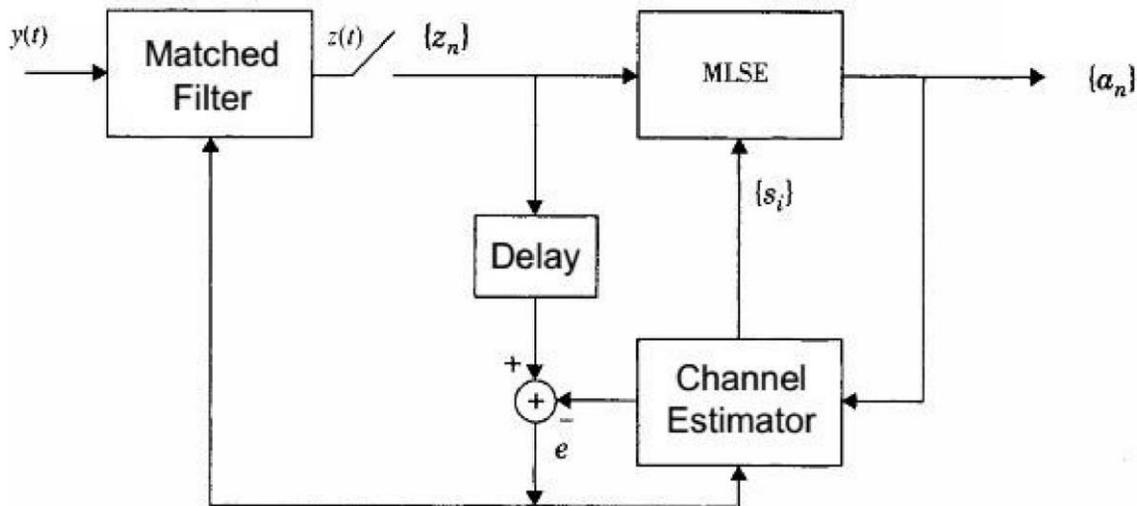 y(t)
Matched
Filter
z(t)
{z_n}
MLSE
{a_n}
{s_i}
Delay
+
+
−
e
Channel
Estimator